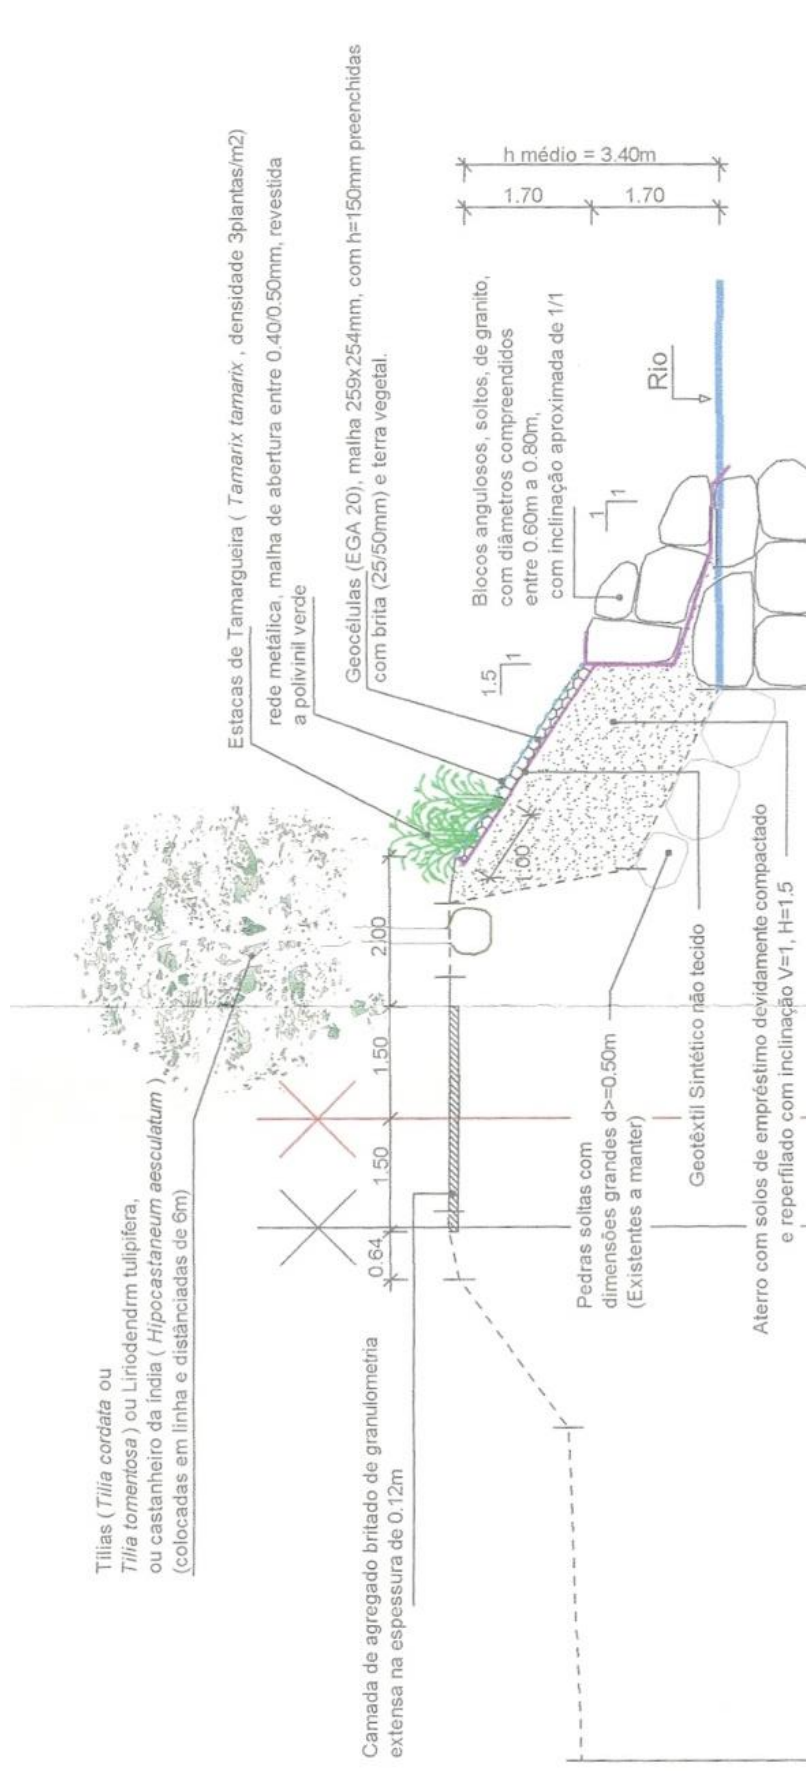 Tílias ( Tilia cordata ou
Tilia tomentosa ) ou Liriodendrm tulipifera,
ou castanheiro da índia ( Hipocastaneum aesculatum )
(colocadas em linha e distânciadas de 6m)
Estacas de Tamargueira ( Tamarix tamarix , densidade 3plantas/m2)
rede metálica, malha de abertura entre 0.40/0.50mm, revestida
a polivinil verde
Geocélulas (EGA 20), malha 259x254mm, com h=150mm preenchidas
com brita (25/50mm) e terra vegetal.
Blocos angulosos, soltos, de granito,
com diâmetros compreendidos
entre 0.60m a 0.80m,
com inclinação aproximada de 1/1
h médio = 3.40m
1.70
1.70
Rio
1
1
1.5
1
1.00
2.00
1.50
1.50
0.64
Camada de agregado britado de granulometria
extensa na espessura de 0.12m
Pedras soltas com
dimensões grandes d>=0.50m
(Existentes a manter)
Geotêxtil Sintético não tecido
Aterro com solos de empréstimo devidamente compactado
e reperfilado com inclinação V=1, H=1.5